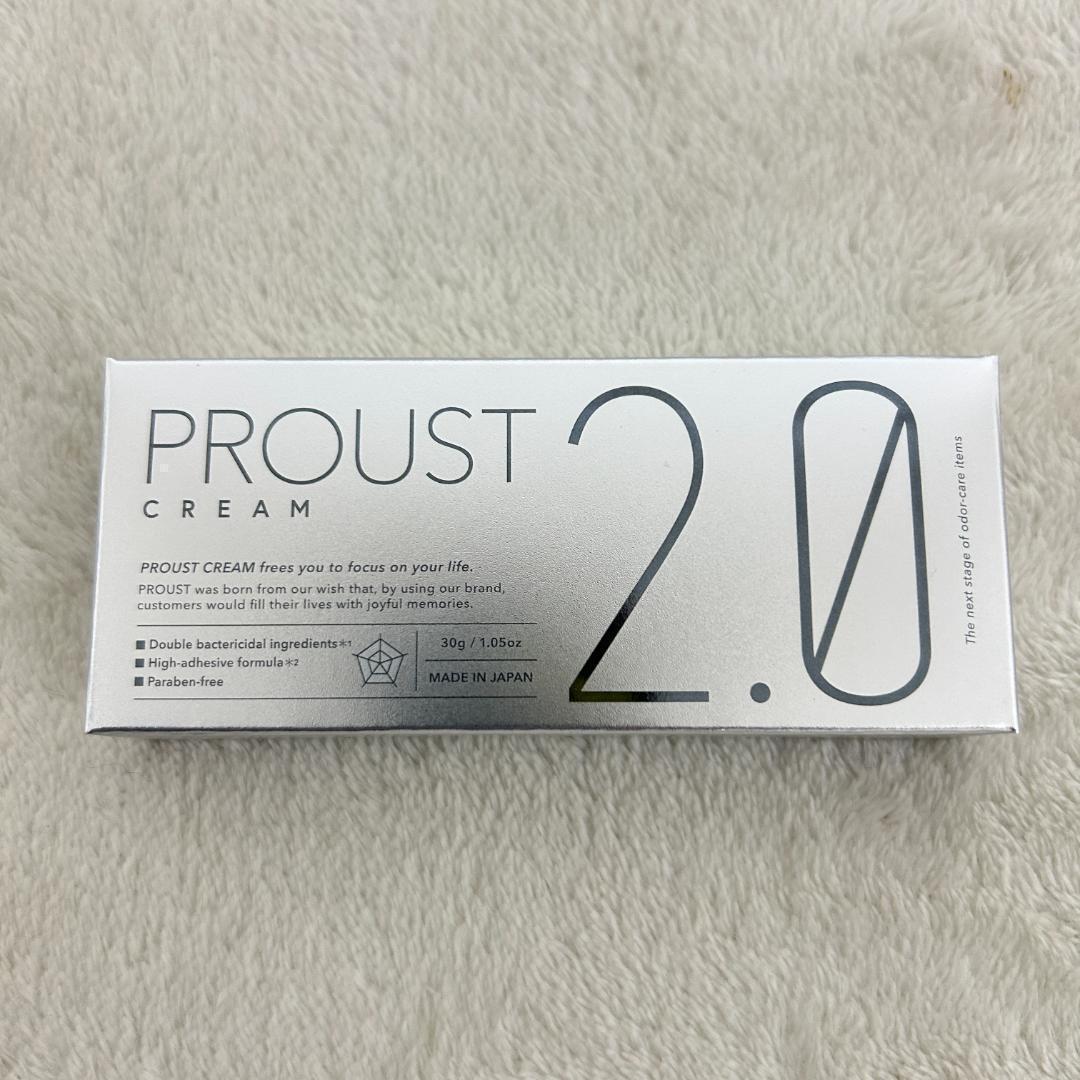 PROUST
CREAM
2.0
PROUST CREAM frees you to focus on your life.
PROUST was born from our wish that, by using our brand,
customers would fill their lives with joyful memories.
■ Double bactericidal ingredients＊1
■ High-adhesive formula＊2
■ Paraben-free
30g / 1.05oz
MADE IN JAPAN
The next stage of odor-care items